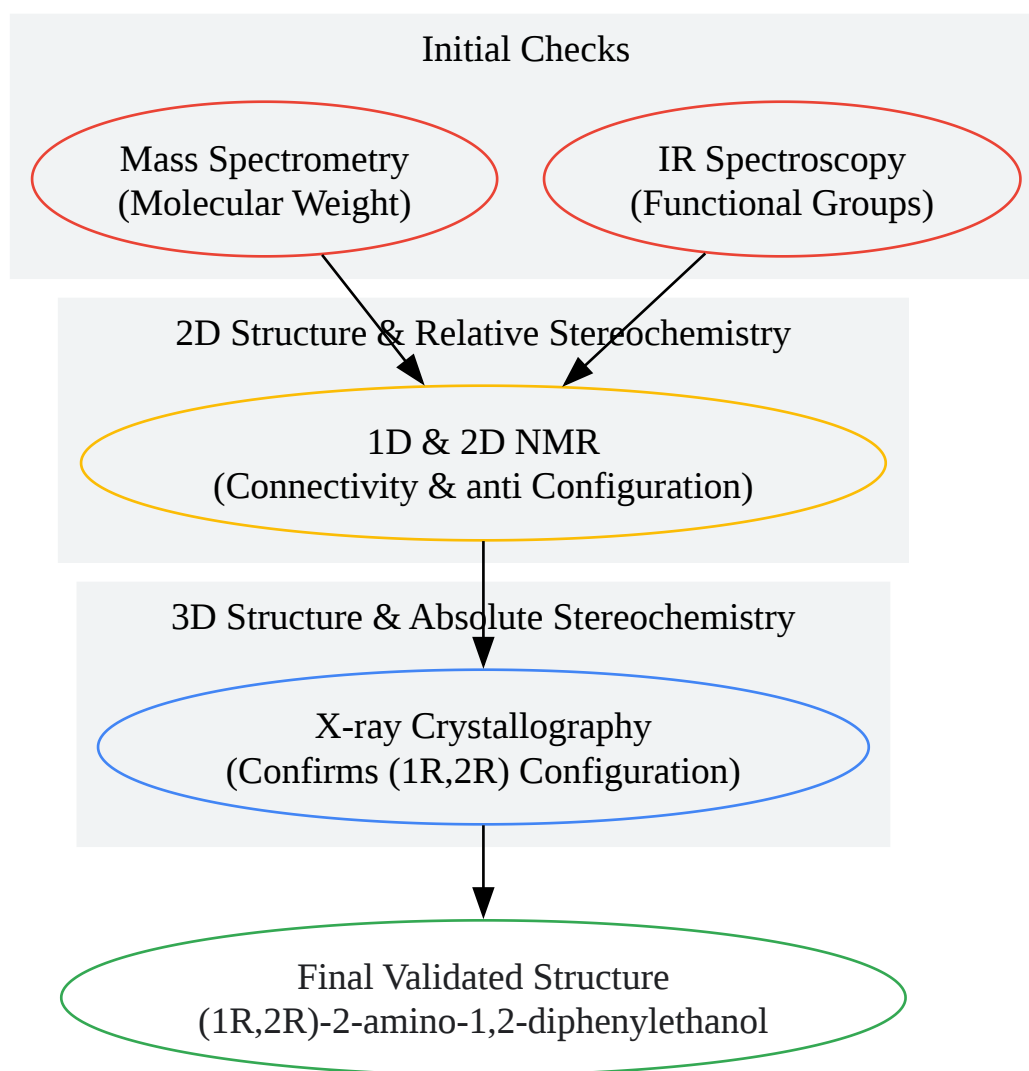 Initial Checks
Mass Spectrometry
(Molecular Weight)
IR Spectroscopy
(Functional Groups)
2D Structure & Relative Stereochemistry
1D & 2D NMR
(Connectivity & anti Configuration)
3D Structure & Absolute Stereochemistry
X-ray Crystallography
(Confirms (1R,2R) Configuration)
Final Validated Structure
(1R,2R)-2-amino-1,2-diphenylethanol